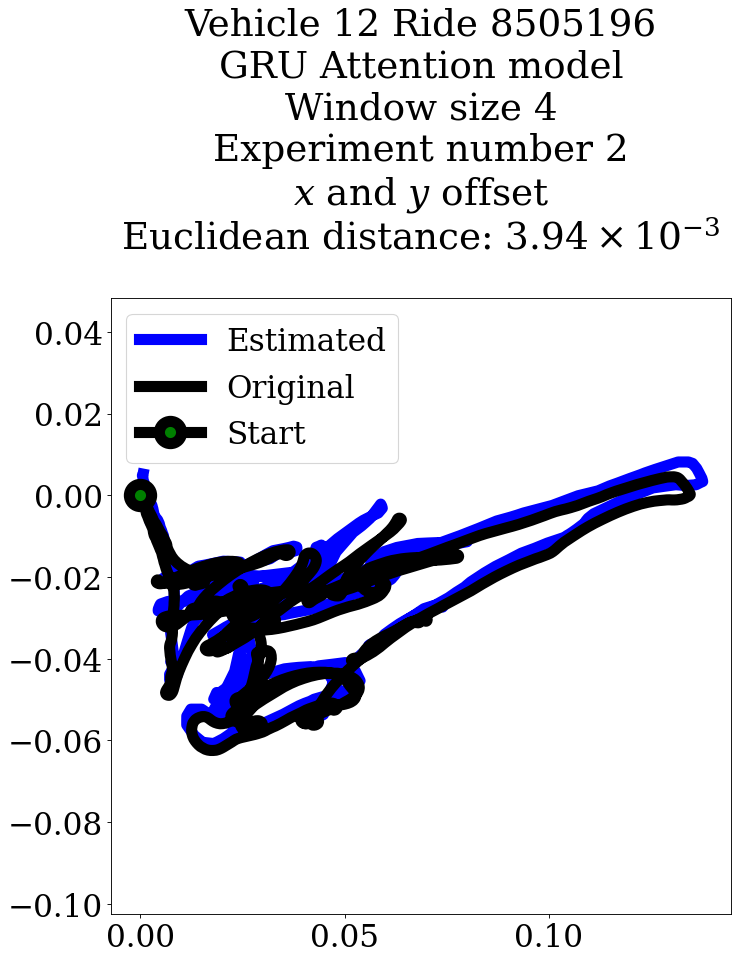 Vehicle 12 Ride 8505196
GRU Attention model
Window size 4
Experiment number 2
x and y offset
Euclidean distance: 3.94 × 10⁻³
Estimated
Original
Start
0.04
0.02
0.00
−0.02
−0.04
−0.06
−0.08
−0.10
0.00 0.05 0.10